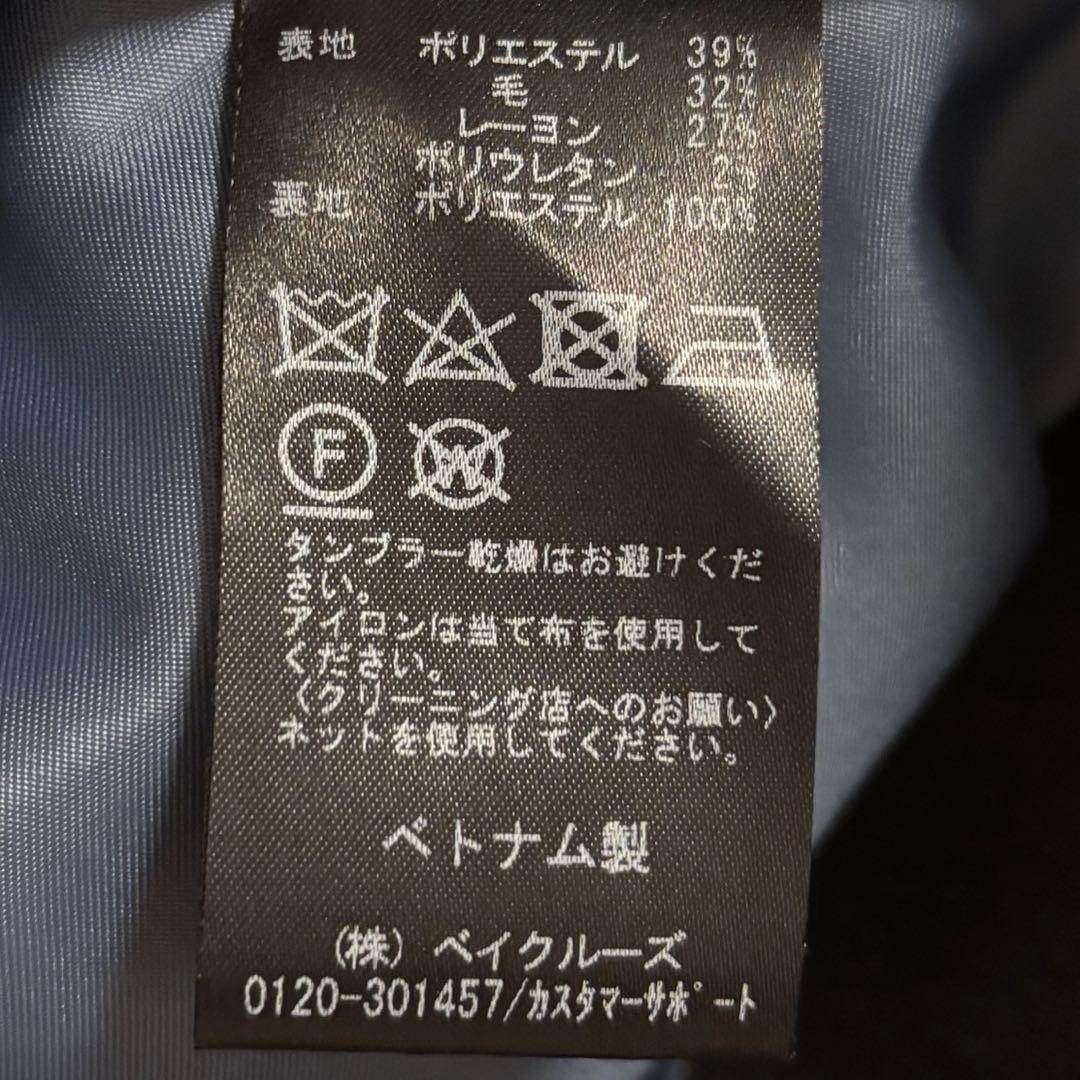 表地 ポリエステル 39%
毛 32%
レーヨン 27%
ポリウレタン 2%
裏地 ポリエステル 100%
F
W
タンブラー乾燥はお避けくだ
さい。
アイロンは当て布を使用して
ください。
〈クリーニング店へのお願い〉
ネットを使用してください。
ベトナム製
(株) ベイクルーズ
0120-301457/カスタマーサポート